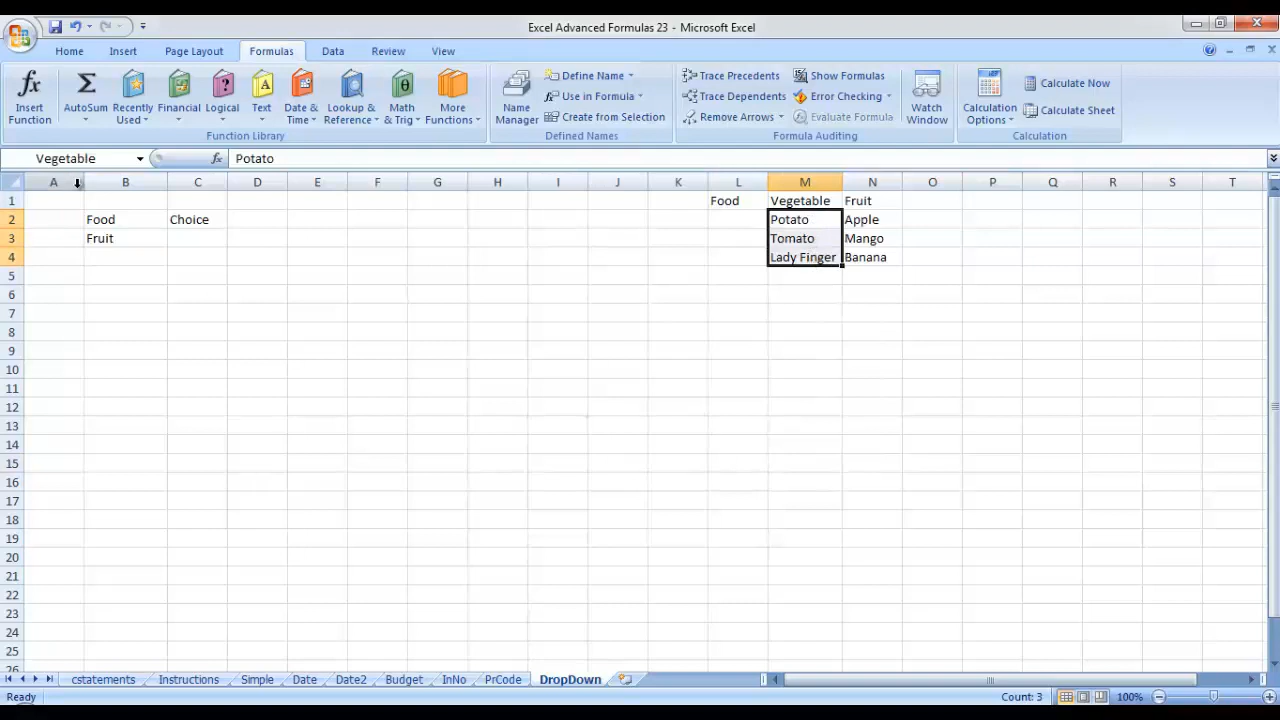 Excel Advanced Formulas 23 - Microsoft Excel
Home Insert Page Layout Formulas Data Review View
Insert Function
AutoSum
Recently Used
Financial
Logical
Text
Date & Time
Lookup & Reference
Math & Trig
More Functions
Function Library
Name Manager
Define Name
Use in Formula
Create from Selection
Defined Names
Trace Precedents
Trace Dependents
Remove Arrows
Show Formulas
Error Checking
Evaluate Formula
Formula Auditing
Watch Window
Calculation Options
Calculate Now
Calculate Sheet
Calculation
Vegetable fx Potato
A B C D E F G H I J K L M N O P Q R S T
1 Food Vegetable Fruit
2 Food Choice Potato Apple
3 Fruit Tomato Mango
4 Lady Finger Banana
5
6
7
8
9
10
11
12
13
14
15
16
17
18
19
20
21
22
23
24
25
26
cstatements Instructions Simple Date Date2 Budget InNo PrCode DropDown
Ready Count: 3 100%